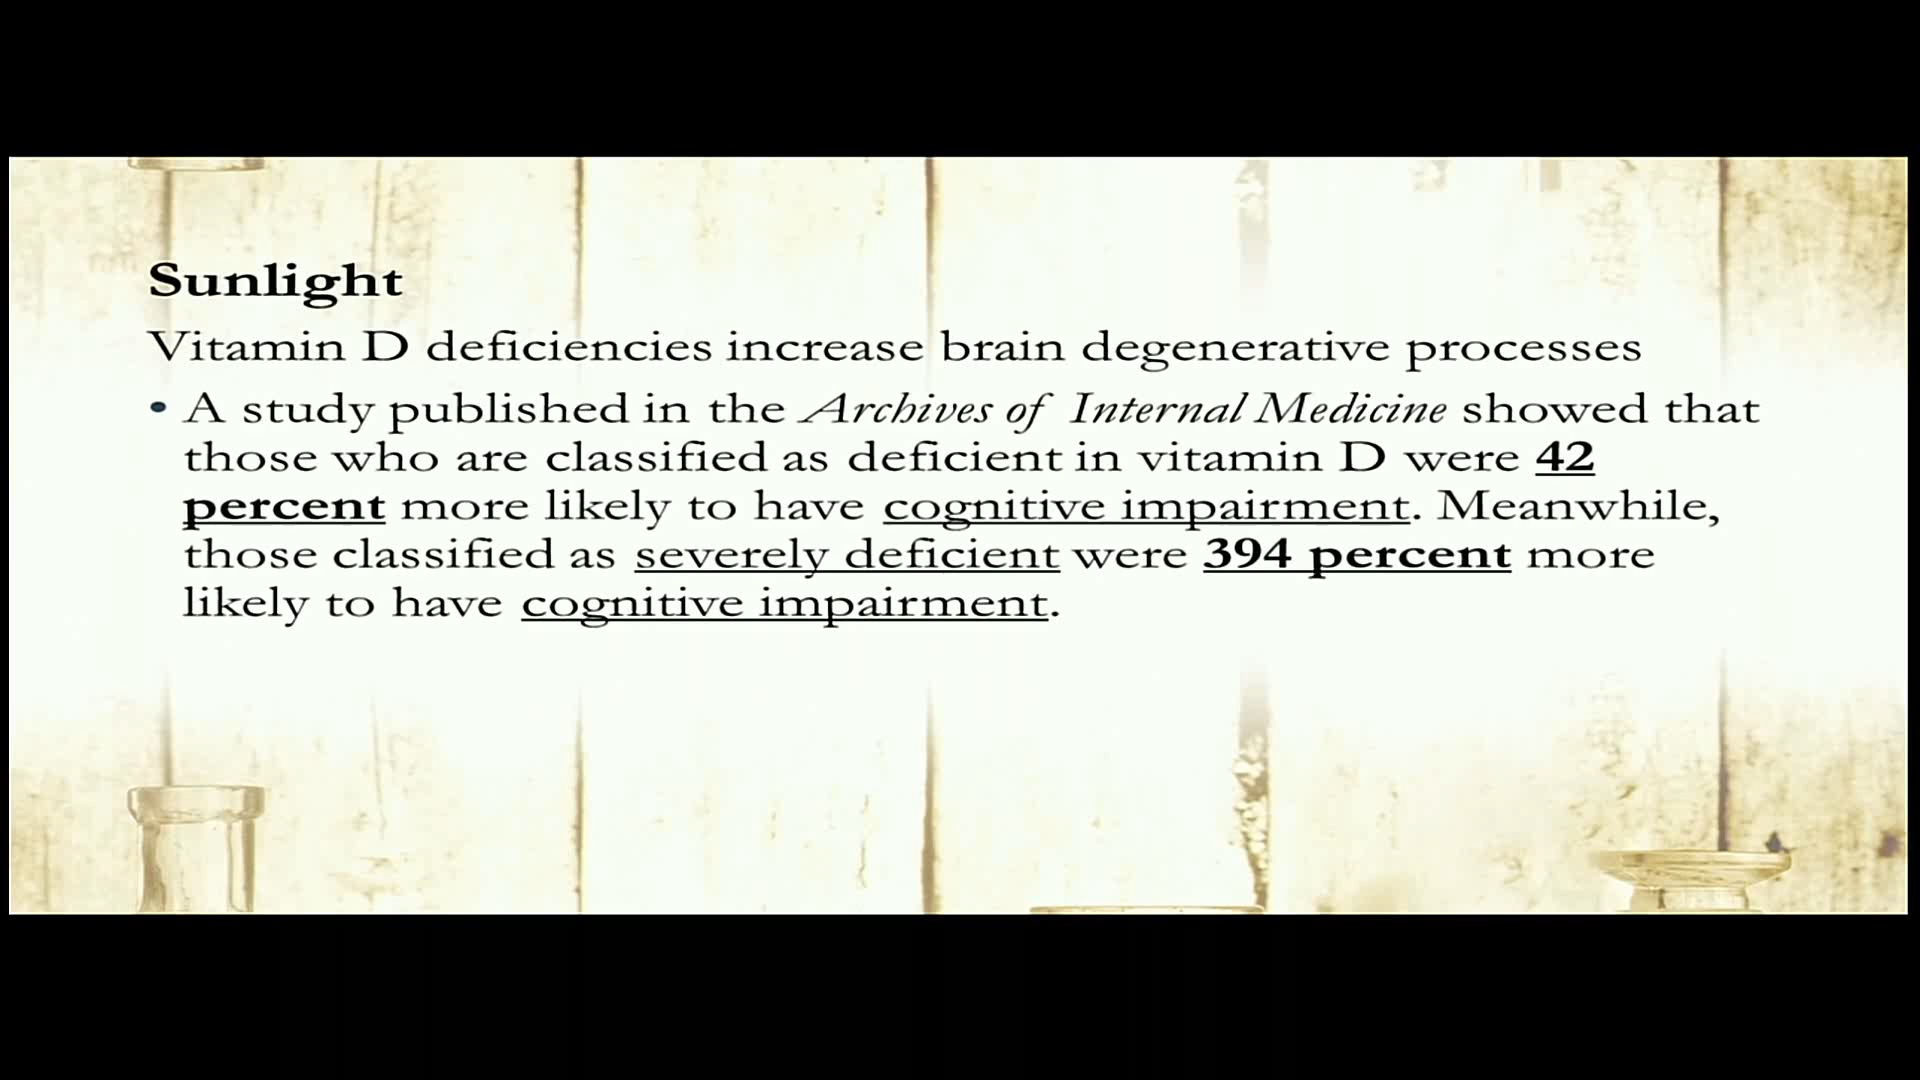 Sunlight
Vitamin D deficiencies increase brain degenerative processes
• A study published in the Archives of Internal Medicine showed that
those who are classified as deficient in vitamin D were 42
percent more likely to have cognitive impairment. Meanwhile,
those classified as severely deficient were 394 percent more
likely to have cognitive impairment.